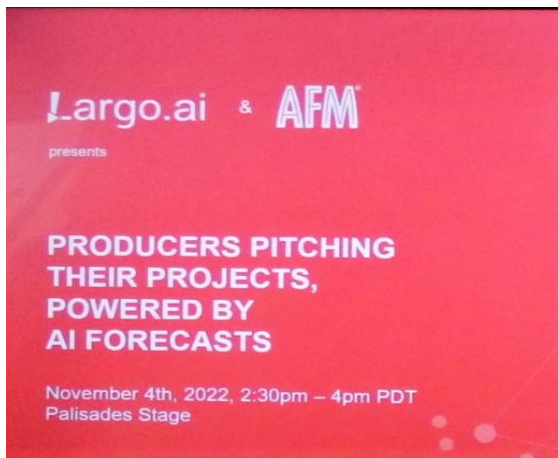 Largo.ai & AFM®
presents
PRODUCERS PITCHING
THEIR PROJECTS,
POWERED BY
AI FORECASTS
November 4th, 2022, 2:30pm – 4pm PDT
Palisades Stage